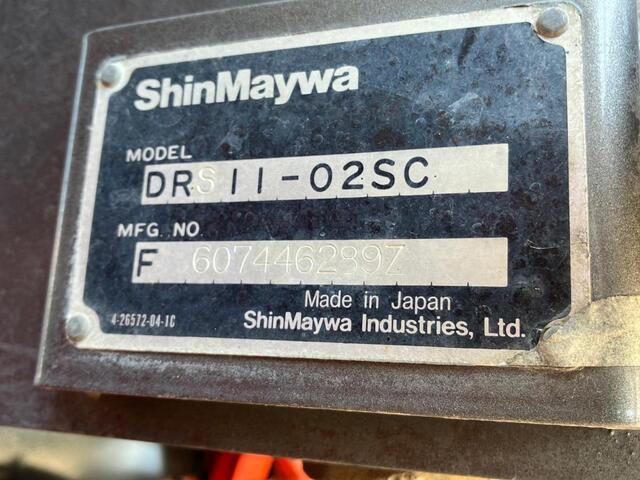 ShinMaywa
MODEL
DRS11-02SC
MFG. NO.
F 607446289Z
Made in Japan
4-26572-04-1C
ShinMaywa Industries, Ltd.